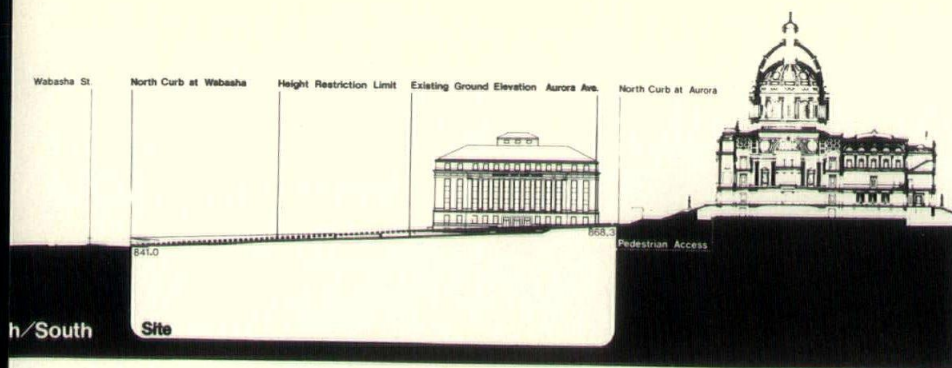 Wabasha St.
North Curb at Wabasha
Height Restriction Limit
Existing Ground Elevation
Aurora Ave.
North Curb at Aurora
841.0
868.3
Pedestrian Access
h/South
Site